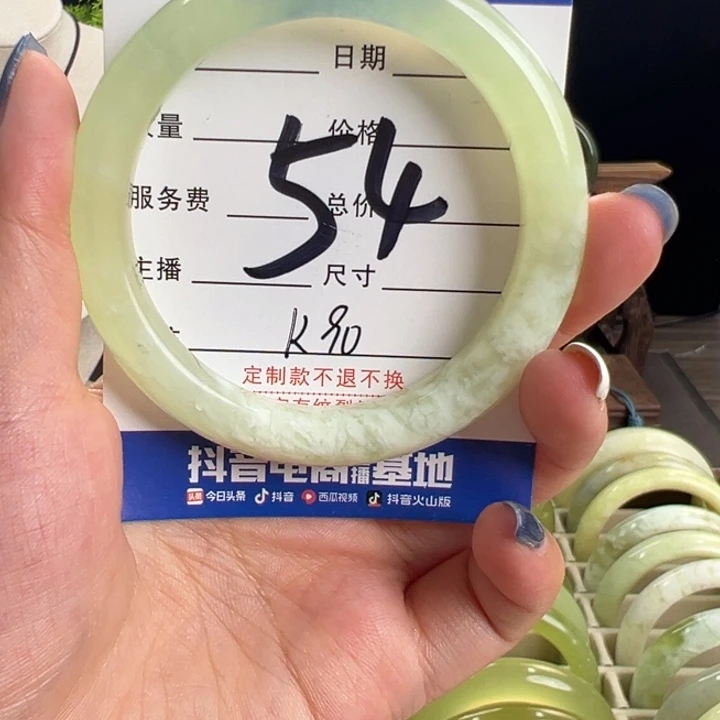 日期
量 价格
54
服务费 总价
主播 尺寸
K90
定制款不退不换
抖音电商直播基地
头条 今日头条 抖音 西瓜视频 抖音火山版